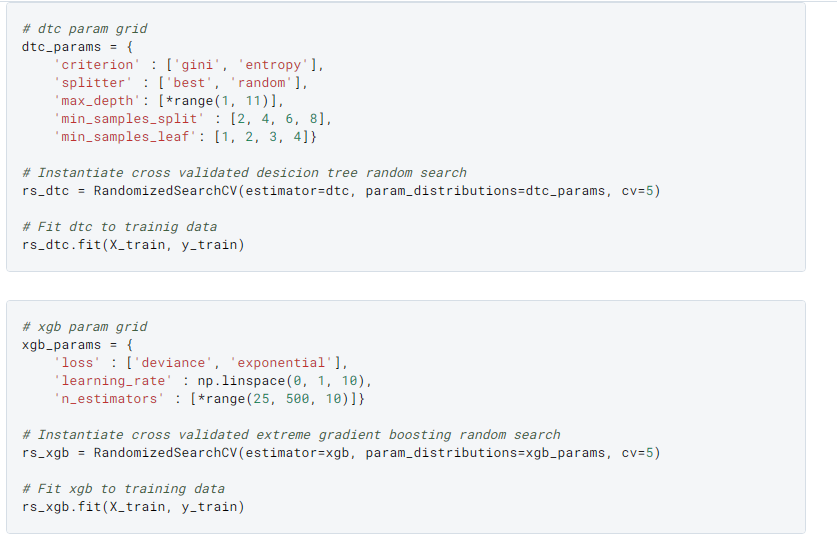 # dtc param grid
dtc_params = {
    'criterion' : ['gini', 'entropy'],
    'splitter' : ['best', 'random'],
    'max_depth': [*range(1, 11)],
    'min_samples_split' : [2, 4, 6, 8],
    'min_samples_leaf': [1, 2, 3, 4]}
# Instantiate cross validated desicion tree random search
rs_dtc = RandomizedSearchCV(estimator=dtc, param_distributions=dtc_params, cv=5)
# Fit dtc to trainig data
rs_dtc.fit(X_train, y_train)
# xgb param grid
xgb_params = {
    'loss' : ['deviance', 'exponential'],
    'learning_rate' : np.linspace(0, 1, 10),
    'n_estimators' : [*range(25, 500, 10)]}
# Instantiate cross validated extreme gradient boosting random search
rs_xgb = RandomizedSearchCV(estimator=xgb, param_distributions=xgb_params, cv=5)
# Fit xgb to training data
rs_xgb.fit(X_train, y_train)